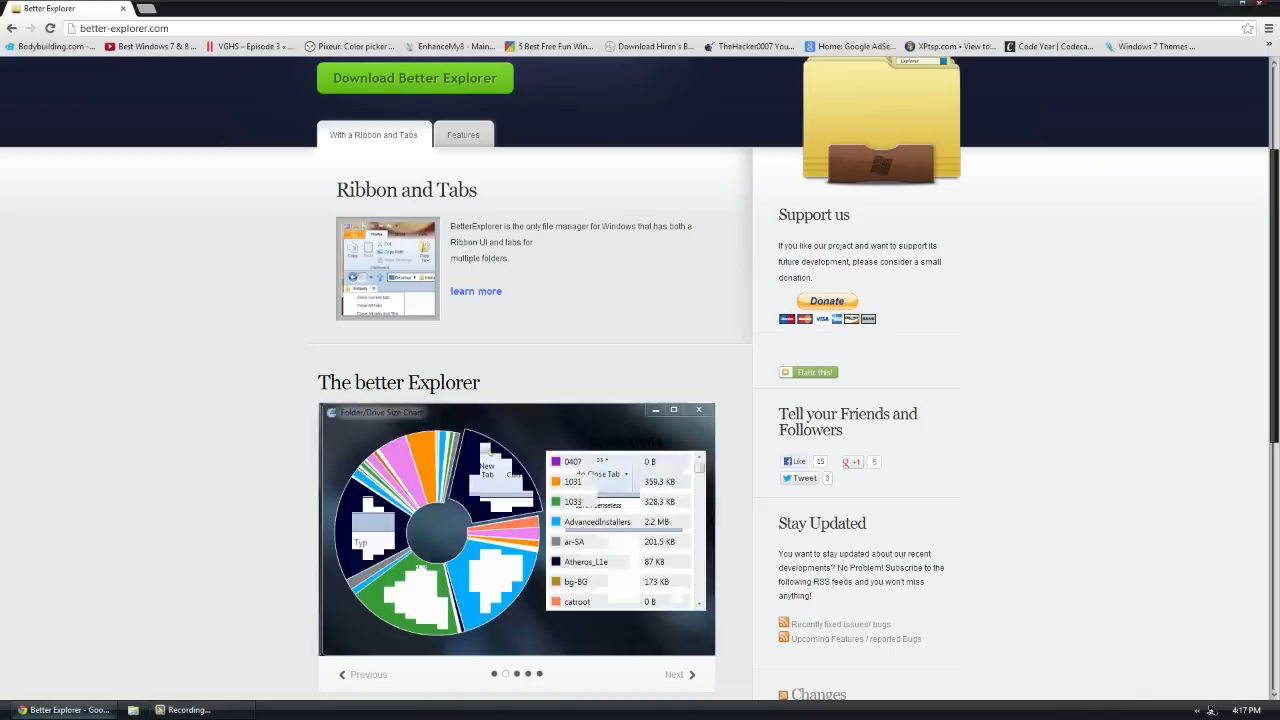 Better Explorer
better-explorer.com
Bodybuilding.com -...
Best Windows 7 & 8 ...
VGHS – Episode 3 » ...
Pixeur: Color picker ...
EnhanceMy8 - Main...
5 Best Free Fun Win...
Download Hiren's B...
TheHacker0007 You...
Home: Google AdSe...
XPtsp.com • View to...
Code Year | Codeca...
Windows 7 Themes ...
Download Better Explorer
Explorer
With a Ribbon and Tabs
Features
Ribbon and Tabs
BetterExplorer is the only file manager for Windows that has both a
Ribbon UI and tabs for
multiple folders.
learn more
Support us
If you like our project and want to support its
future development, please consider a small
donation.
Donate
Flattr this!
The better Explorer
Folder/Drive Size Chart
New
Tab
Typ
0407 0 B
1031 359.3 KB
1033 328.3 KB
AdvancedInstallers 2.2 MB
ar-SA 201.5 KB
Atheros_L1e 87 KB
bg-BG 173 KB
catroot 0 B
Close Tab
Previous
Next
Tell your Friends and
Followers
Like 15
+1 5
Tweet 3
Stay Updated
You want to stay updated about our recent
developments? No Problem! Subscribe to the
following RSS feeds and you won't miss
anything!
Recently fixed issues/ bugs
Upcoming Features / reported Bugs
Changes
Better Explorer - Goo...
Recording...
4:17 PM